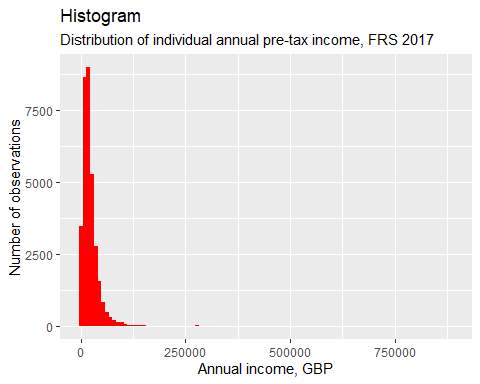 Histogram
Distribution of individual annual pre-tax income, FRS 2017
Number of observations
7500
5000
2500
0
0
250000
500000
750000
Annual income, GBP